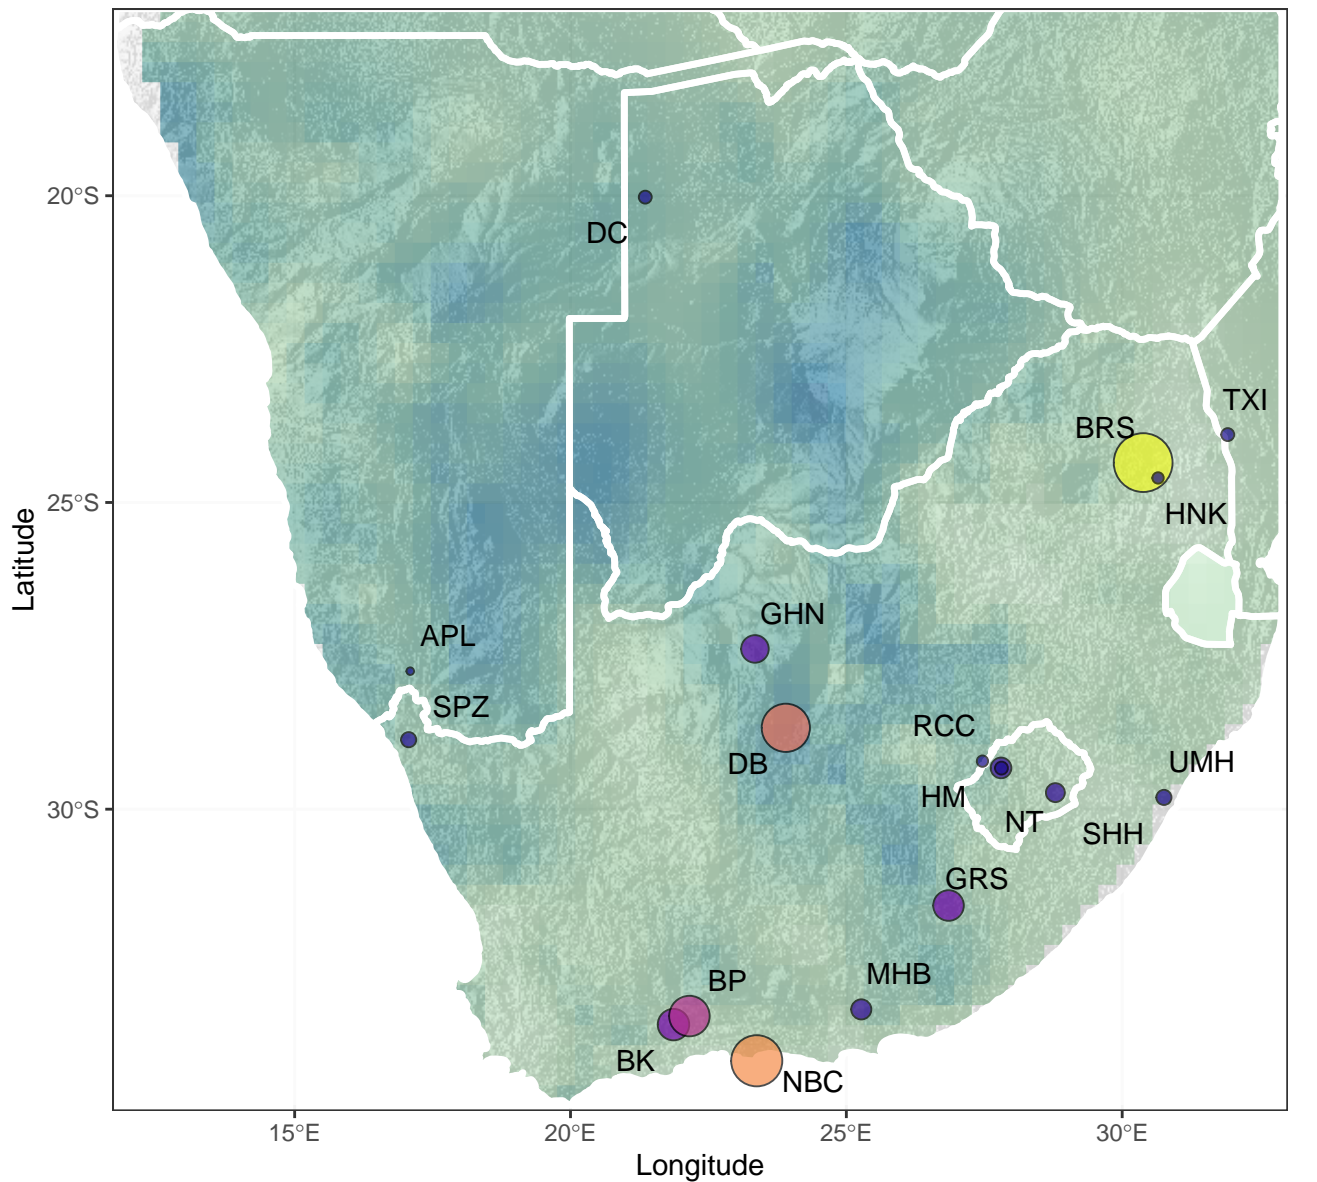 20°S
DC
TXI
BRS
25°S
HNK
GHN
APL
SPZ
RCC
DB
UMH
HM
30°S
NT
SHH
GRS
MHB
BP
BK
NBC
15°E
20°E
25°E
30°E
Longitude
Latitude